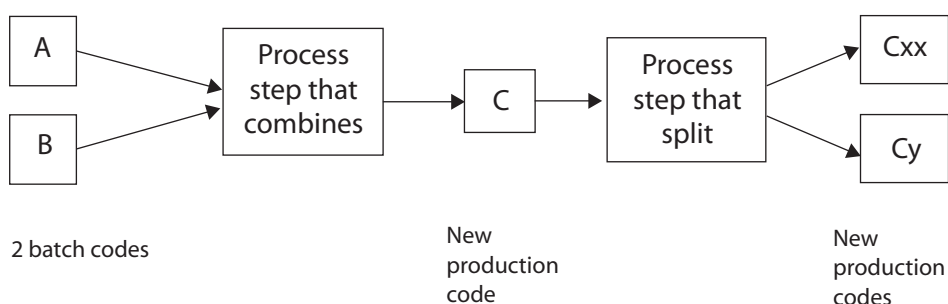 A
B
Process
step that
combines
C
Process
step that
split
Cxx
Cy
2 batch codes
New
production
code
New
production
codes